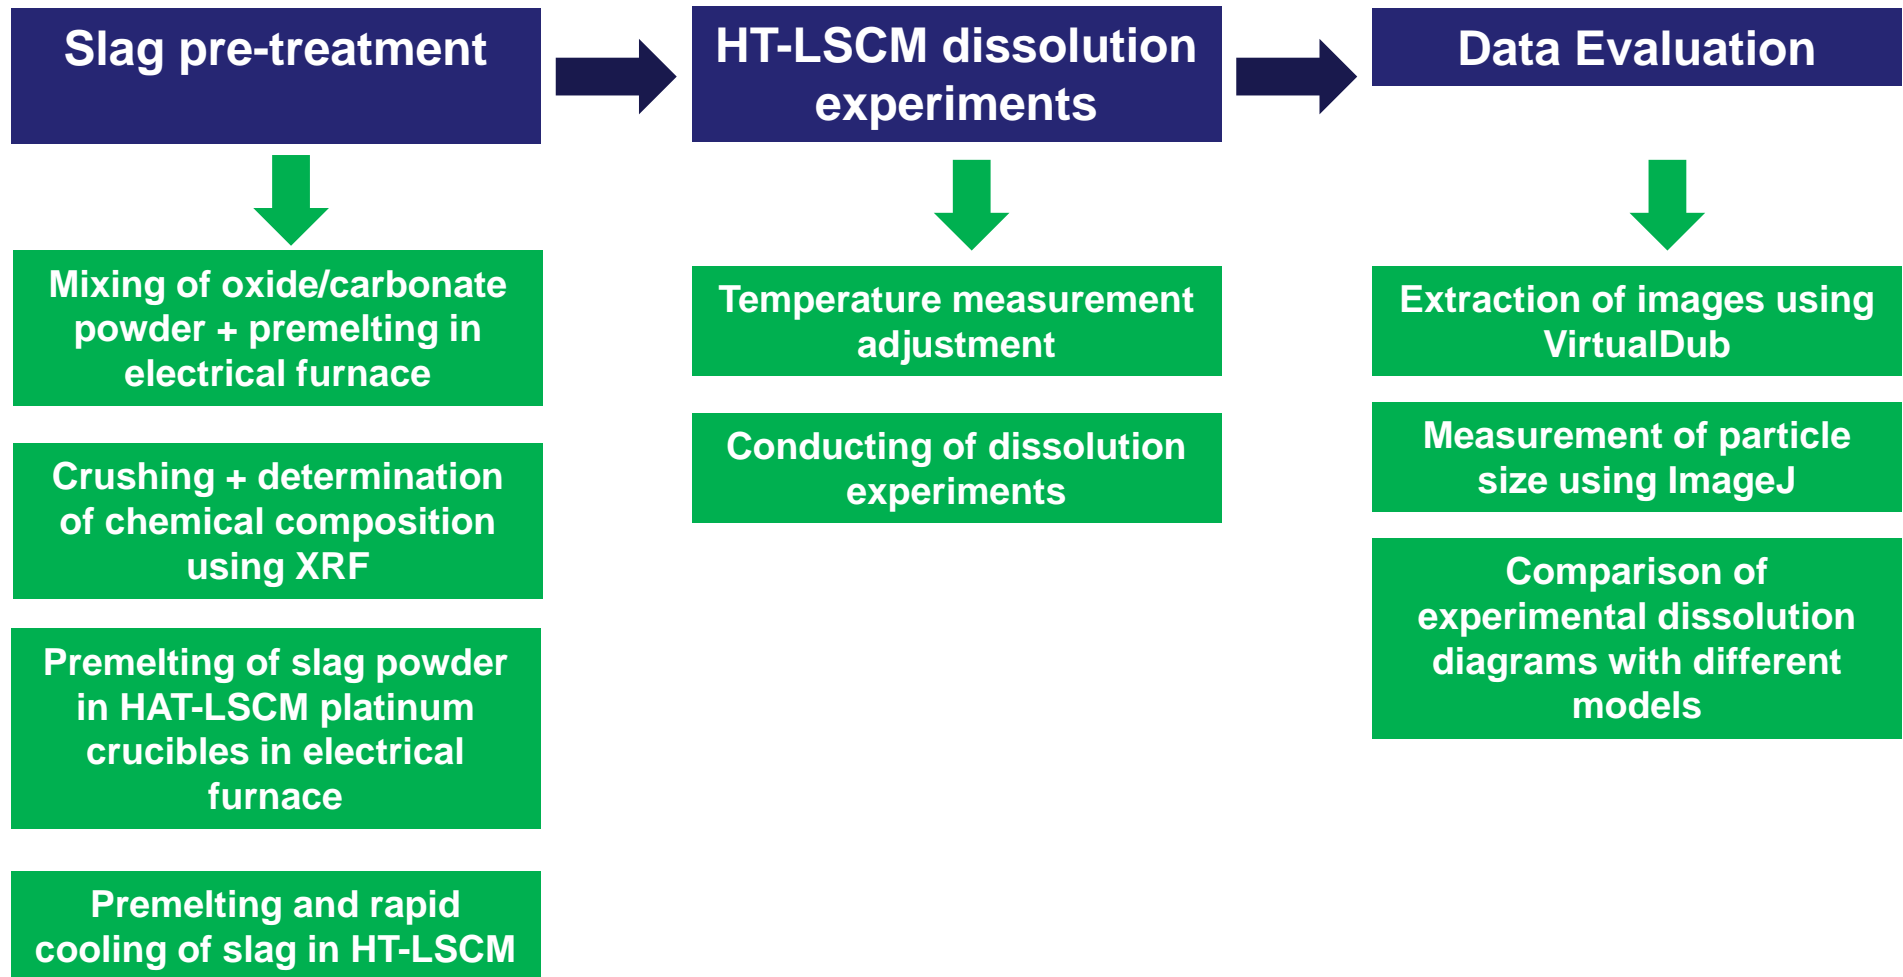 Slag pre-treatment
Mixing of oxide/carbonate
powder + premelting in
electrical furnace
Crushing + determination
of chemical composition
using XRF
Premelting of slag powder
in HAT-LSCM platinum
crucibles in electrical
furnace
Premelting and rapid
cooling of slag in HT-LSCM
HT-LSCM dissolution
experiments
Temperature measurement
adjustment
Conducting of dissolution
experiments
Data Evaluation
Extraction of images using
VirtualDub
Measurement of particle
size using ImageJ
Comparison of
experimental dissolution
diagrams with different
models